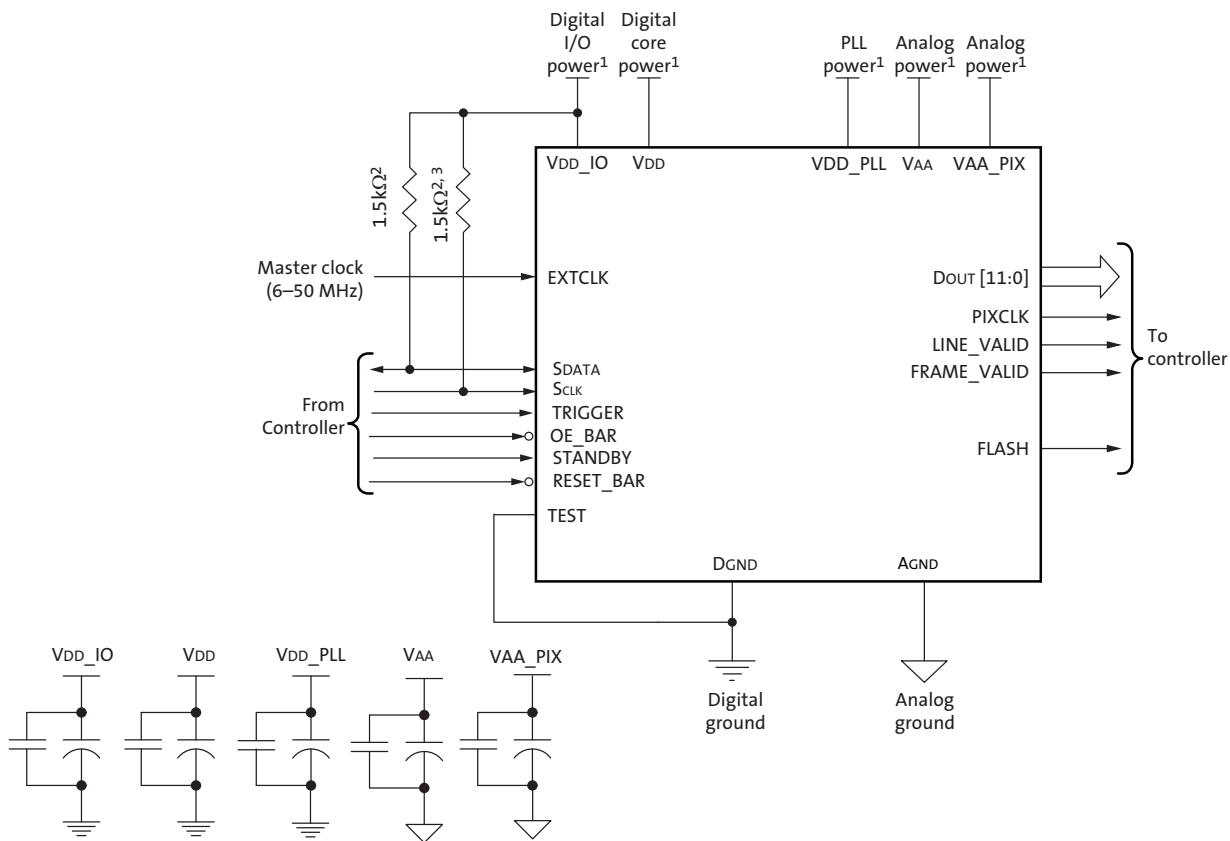 Digital
I/O
power1
Digital
core
power1
PLL
power1
Analog
power1
Analog
power1
VDD_IO
VDD
VDD_PLL
VAA
VAA_PIX
1.5kΩ2
1.5kΩ2, 3
Master clock
(6–50 MHz)
EXTCLK
DOUT [11:0]
PIXCLK
LINE_VALID
FRAME_VALID
FLASH
To
controller
From
Controller
SDATA
SCLK
TRIGGER
OE_BAR
STANDBY
RESET_BAR
TEST
DGND
AGND
Digital
ground
Analog
ground
VDD_IO
VDD
VDD_PLL
VAA
VAA_PIX